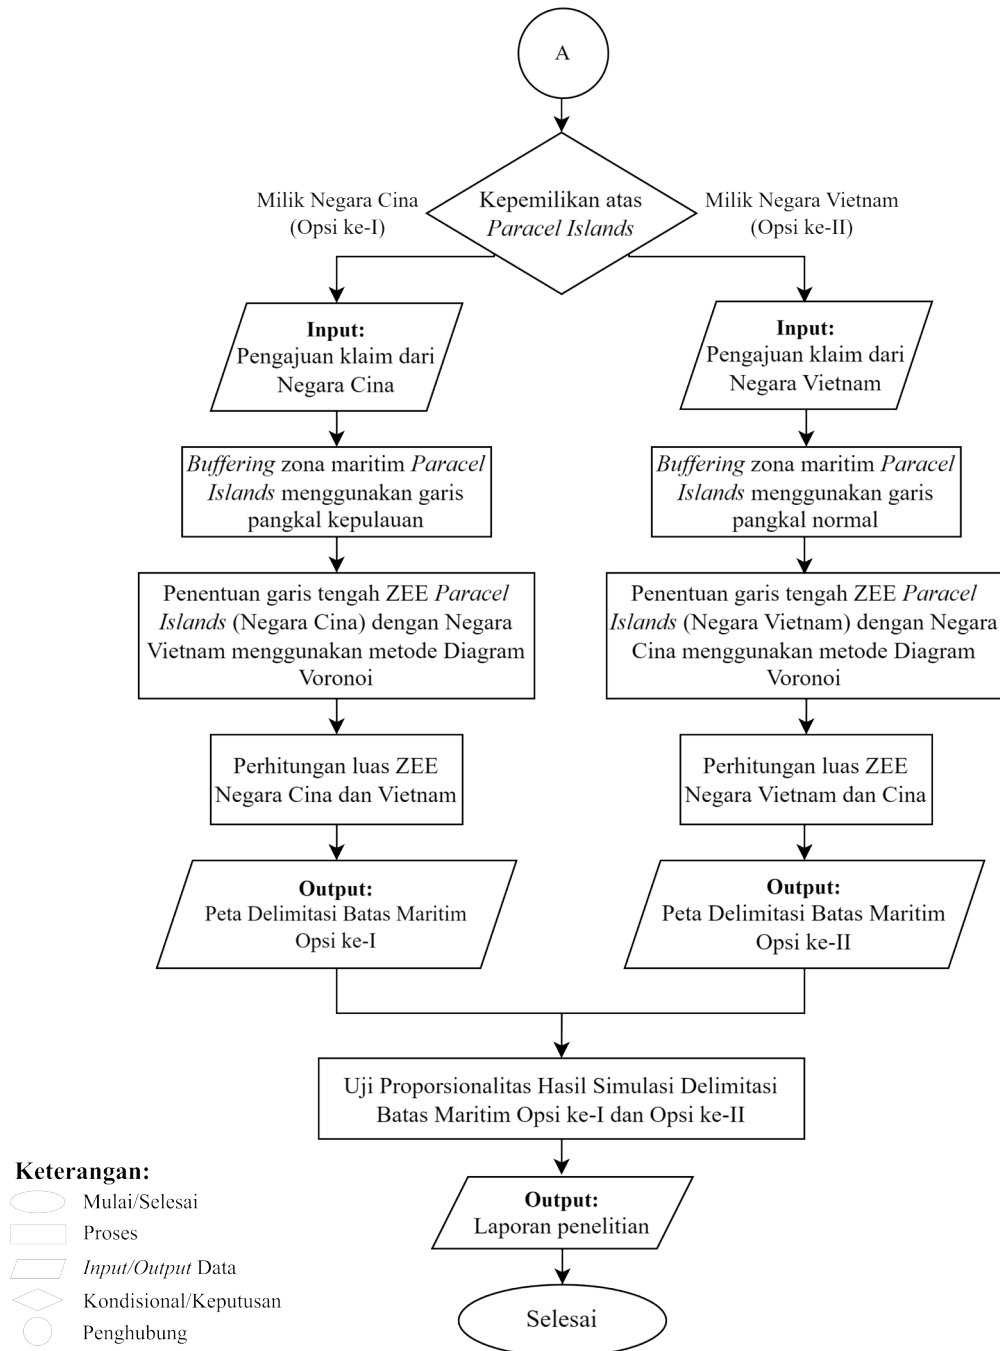 A
Kepemilikan atas
Paracel Islands
Milik Negara Cina
(Opsi ke-I)
Milik Negara Vietnam
(Opsi ke-II)
Input:
Pengajuan klaim dari
Negara Cina
Buffering zona maritim Paracel
Islands menggunakan garis
pangkal kepulauan
Penentuan garis tengah ZEE Paracel
Islands (Negara Cina) dengan Negara
Vietnam menggunakan metode Diagram
Voronoi
Perhitungan luas ZEE
Negara Cina dan Vietnam
Output:
Peta Delimitasi Batas Maritim
Opsi ke-I
Input:
Pengajuan klaim dari
Negara Vietnam
Buffering zona maritim Paracel
Islands menggunakan garis
pangkal normal
Penentuan garis tengah ZEE Paracel
Islands (Negara Vietnam) dengan Negara
Cina menggunakan metode Diagram
Voronoi
Perhitungan luas ZEE
Negara Vietnam dan Cina
Output:
Peta Delimitasi Batas Maritim
Opsi ke-II
Uji Proporsionalitas Hasil Simulasi Delimitasi
Batas Maritim Opsi ke-I dan Opsi ke-II
Output:
Laporan penelitian
Selesai
Keterangan:
Mulai/Selesai
Proses
Input/Output Data
Kondisional/Keputusan
Penghubung